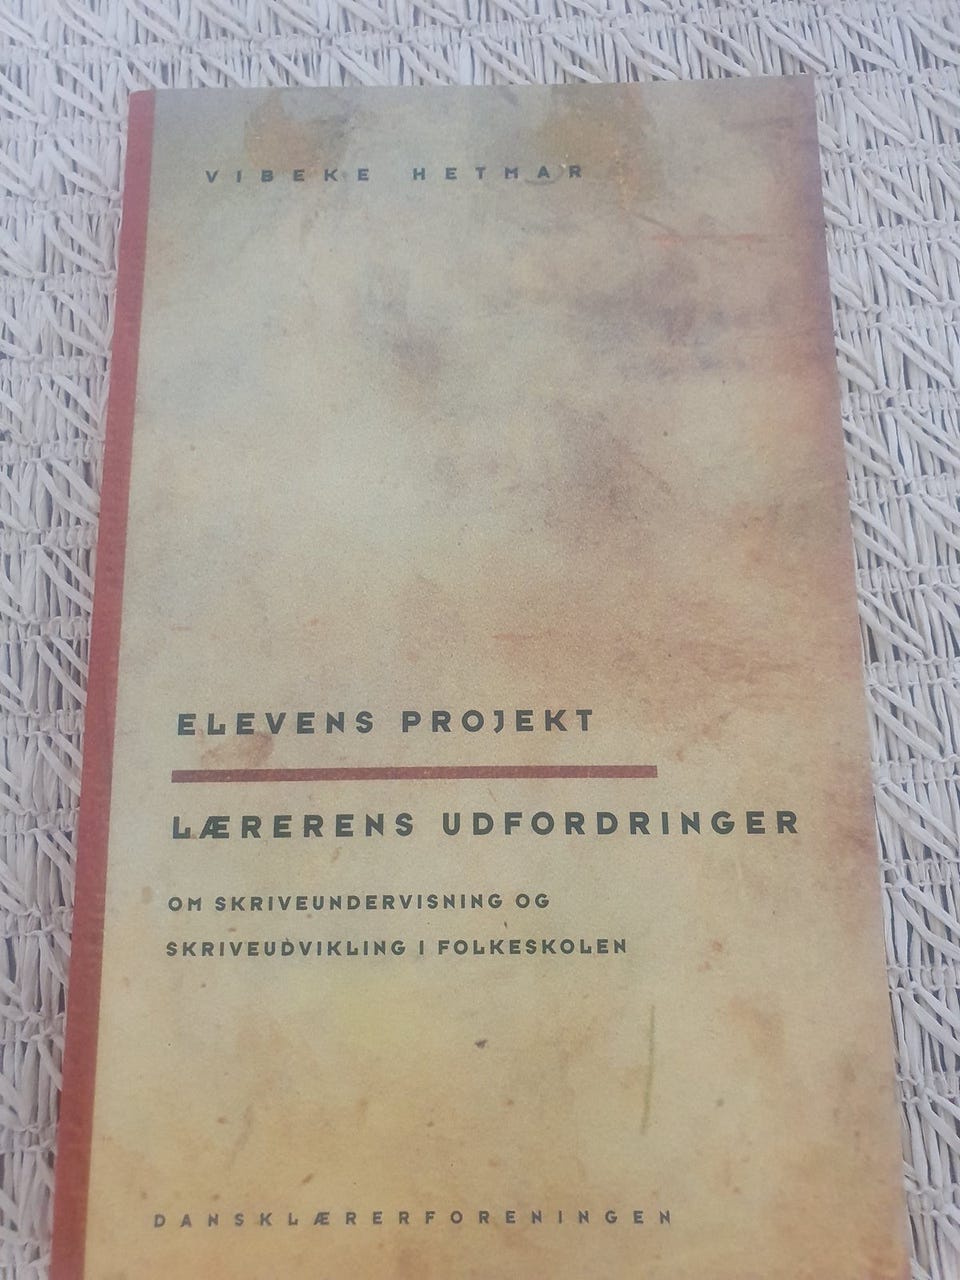 VIBEKE HETMAR
ELEVENS PROJEKT
LÆRERENS UDFORDRINGER
OM SKRIVEUNDERVISNING OG
SKRIVEUDVIKLING I FOLKESKOLEN
DANSKLÆRERFORENINGEN